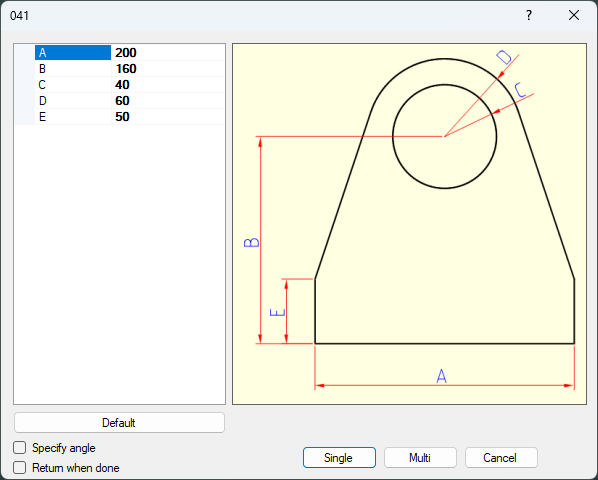 041
?
A 200
B 160
C 40
D 60
E 50
D
C
B
E
A
Default
Specify angle
Return when done
Single Multi Cancel